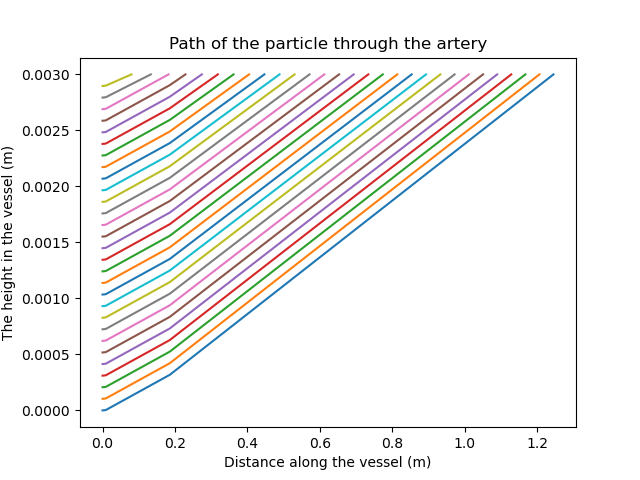 Path of the particle through the artery
The height in the vessel (m)
0.0030
0.0025
0.0020
0.0015
0.0010
0.0005
0.0000
0.0 0.2 0.4 0.6 0.8 1.0 1.2
Distance along the vessel (m)